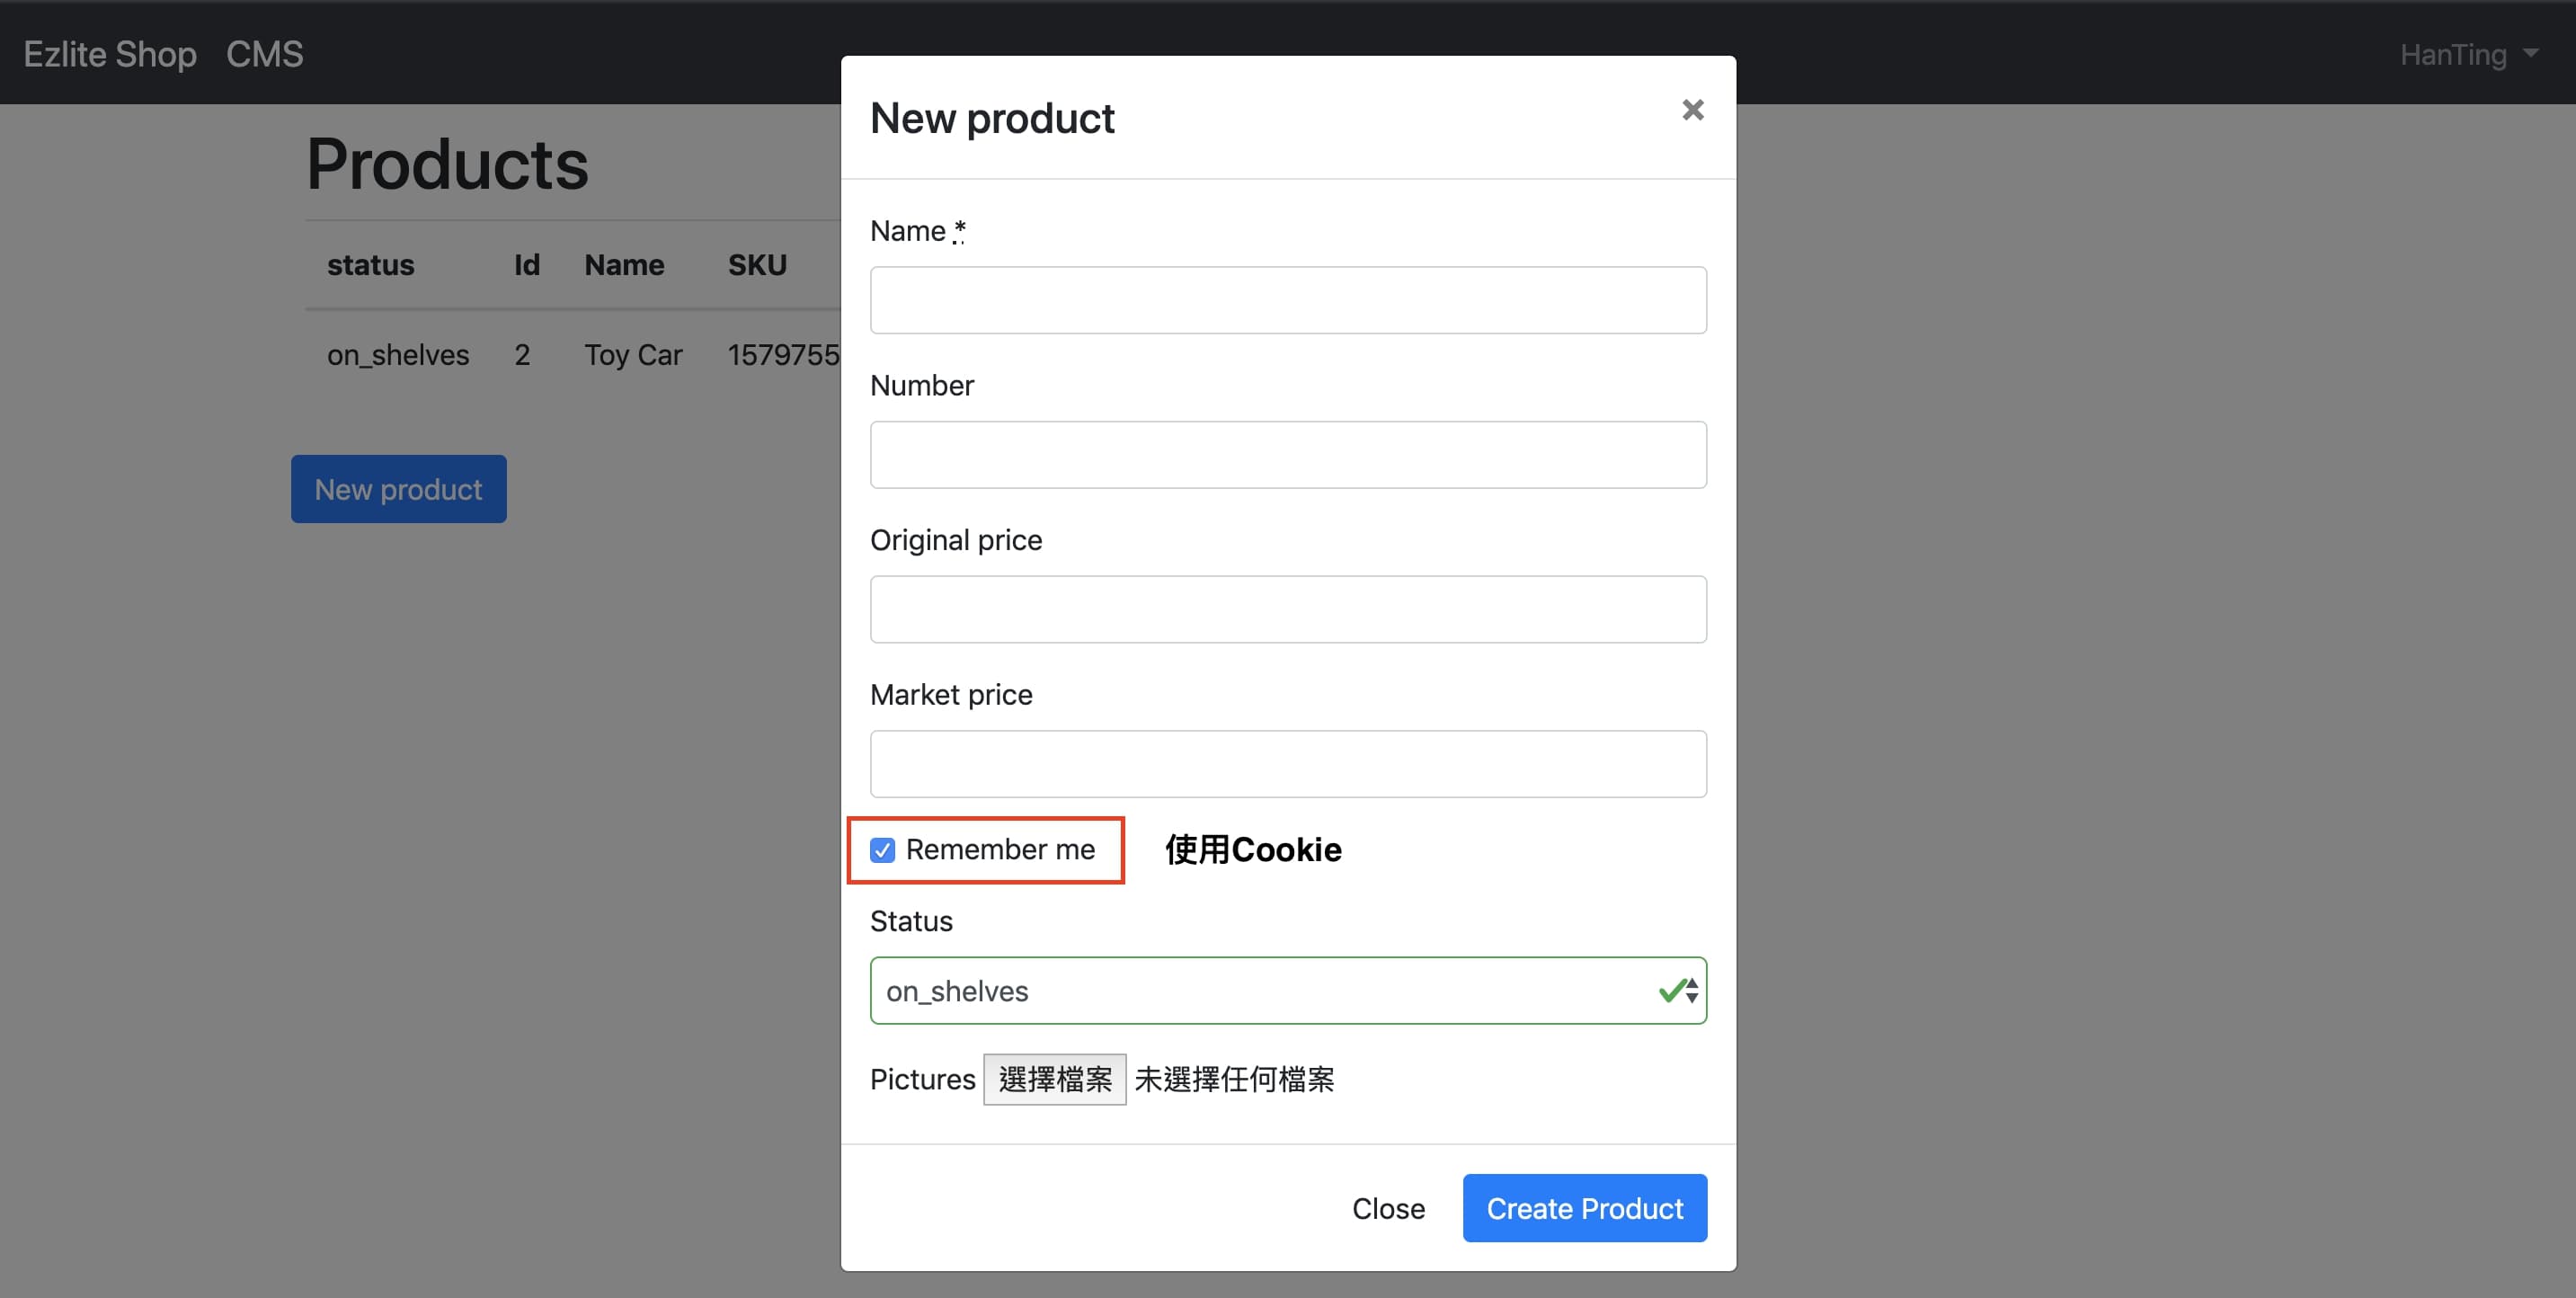 Ezlite Shop CMS
HanTing
Products
status Id Name SKU
on_shelves 2 Toy Car 1579755
New product
New product
×
Name *
Number
Original price
Market price
Remember me
使用Cookie
Status
on_shelves
Pictures 選擇檔案 未選擇任何檔案
Close Create Product